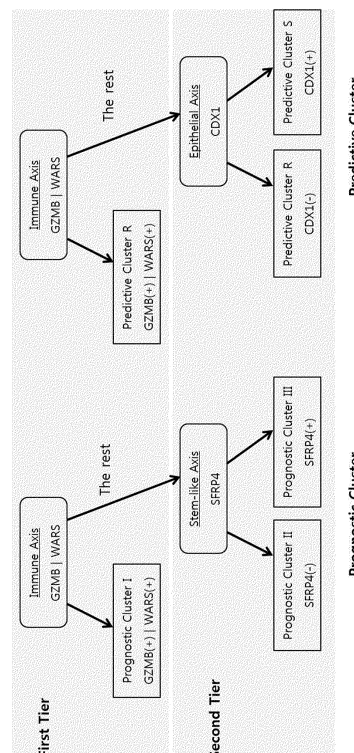 First Tier
Immune Axis
GZMB | WARS
The rest
Prognostic Cluster I
GZMB(+) | WARS(+)
Immune Axis
GZMB | WARS
The rest
Predictive Cluster R
GZMB(+) | WARS(+)
Second Tier
Stem-like Axis
SFRP4
Prognostic Cluster II
SFRP4(-)
Prognostic Cluster III
SFRP4(+)
Epithelial Axis
CDX1
Predictive Cluster R
CDX1(-)
Predictive Cluster S
CDX1(+)
Prognostic Cluster
Predictive Cluster